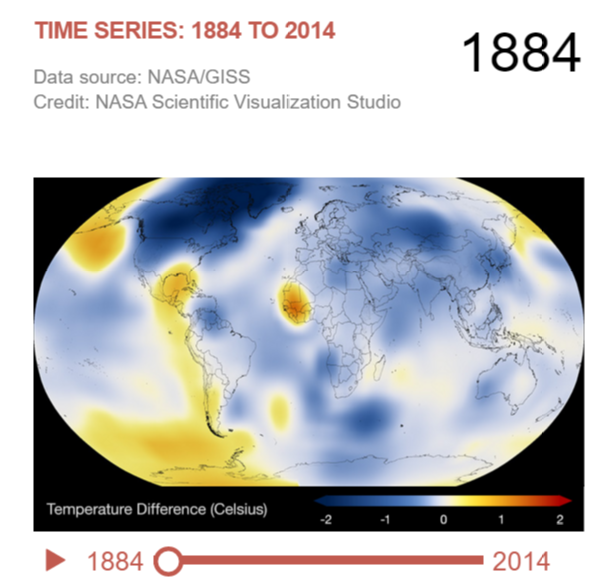 TIME SERIES: 1884 TO 2014
1884
Data source: NASA/GISS
Credit: NASA Scientific Visualization Studio
Temperature Difference (Celsius)
-2 -1 0 1 2
1884 2014